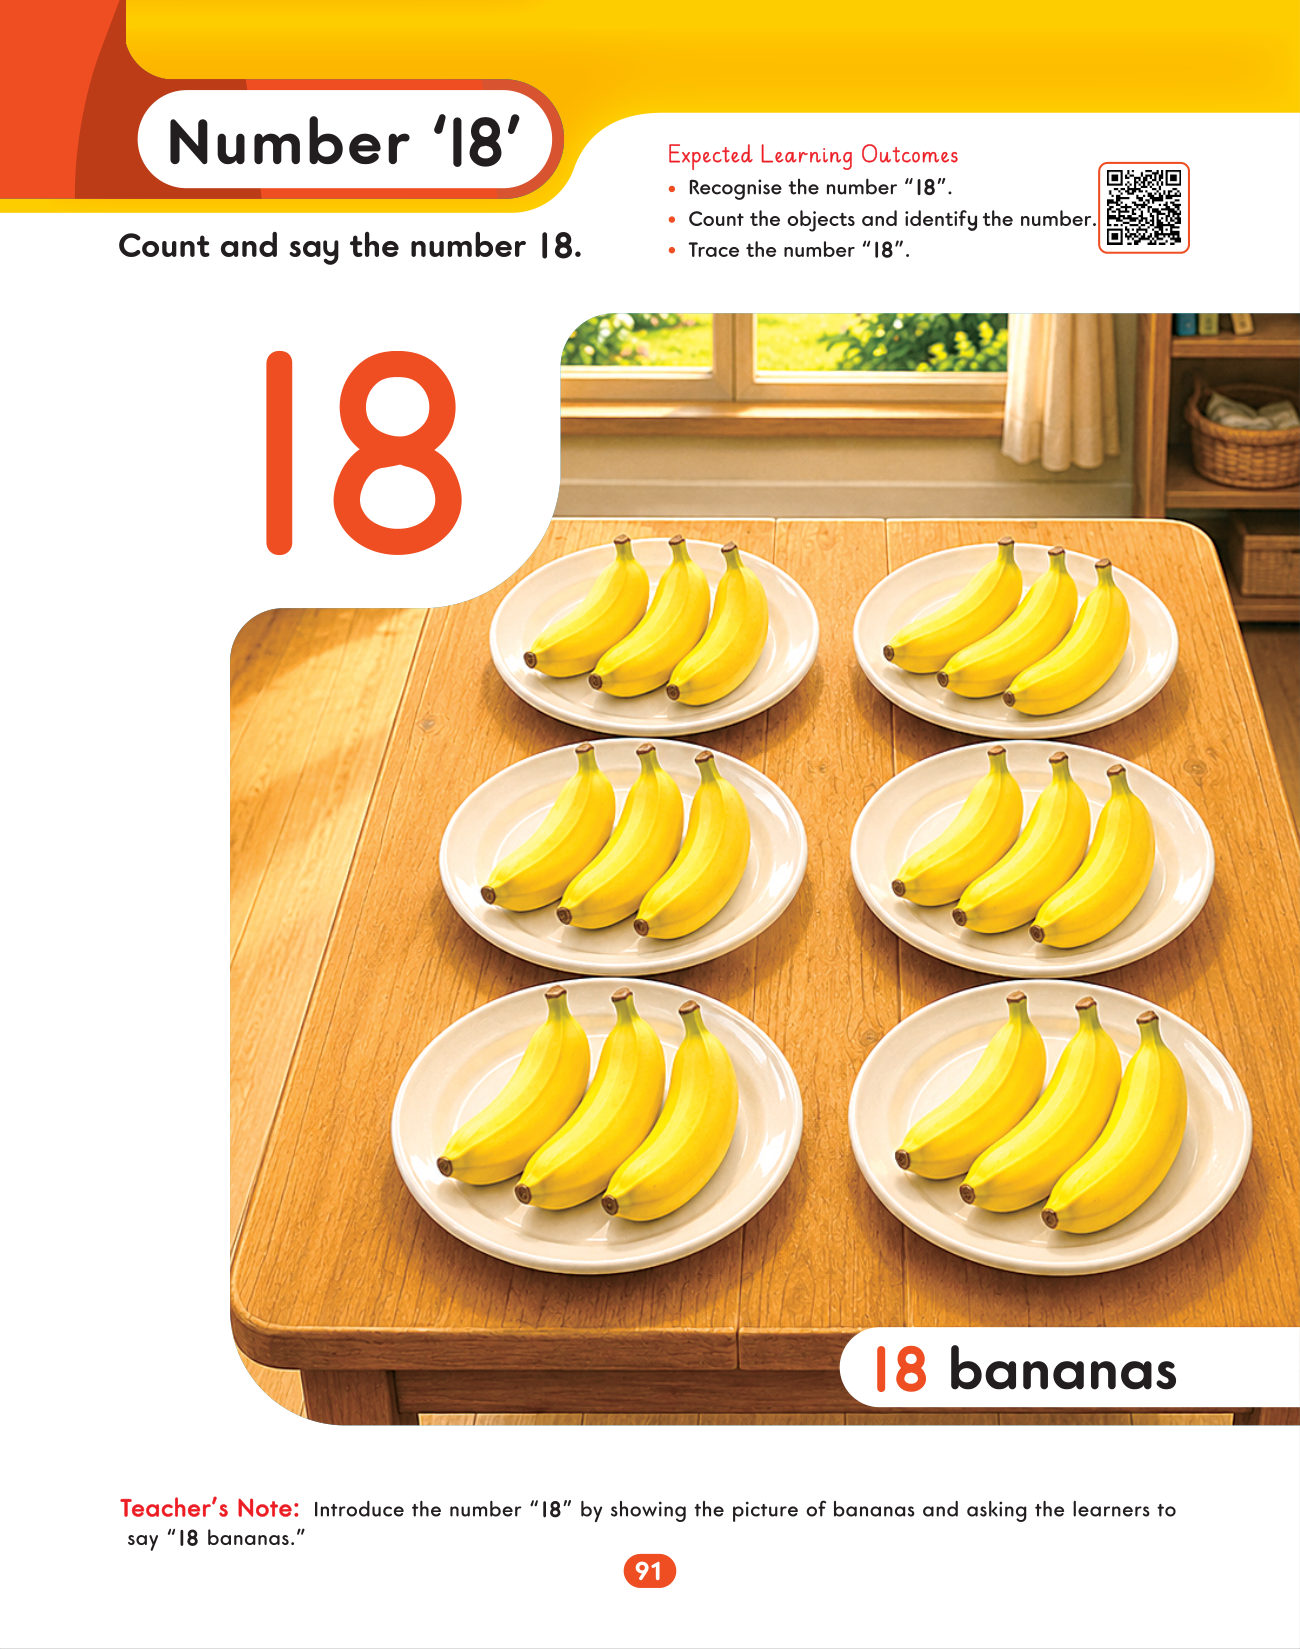 Number ‘18’
Expected Learning Outcomes
• Recognise the number “18”.
• Count the objects and identify the number.
• Trace the number “18”.
Count and say the number 18.
18
18 bananas
Teacher’s Note: Introduce the number “18” by showing the picture of bananas and asking the learners to
say “18 bananas.”
91